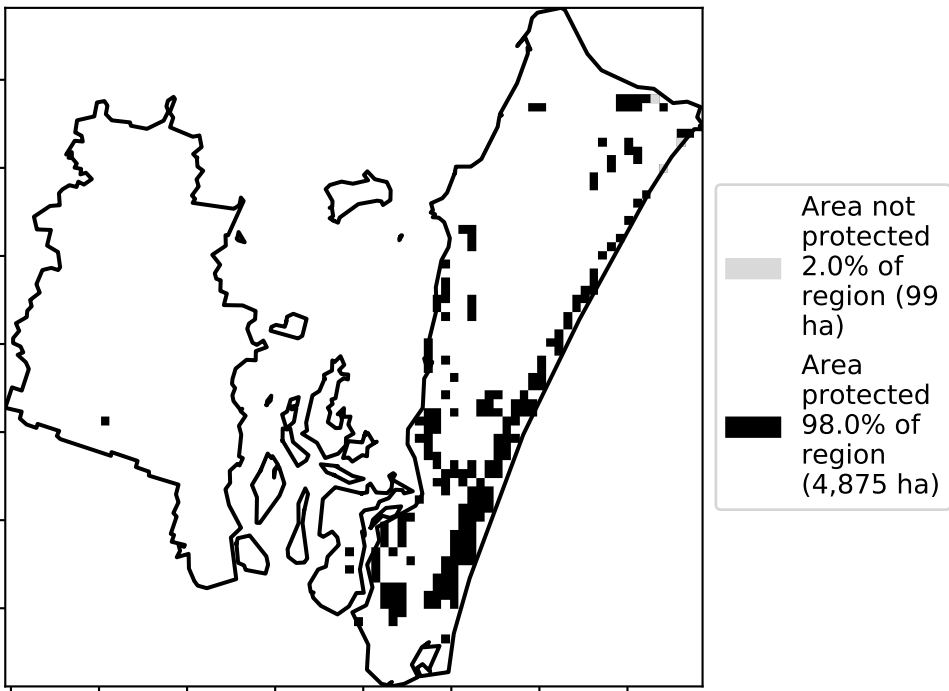 Area not
protected
2.0% of
region (99
ha)
Area
protected
98.0% of
region
(4,875 ha)